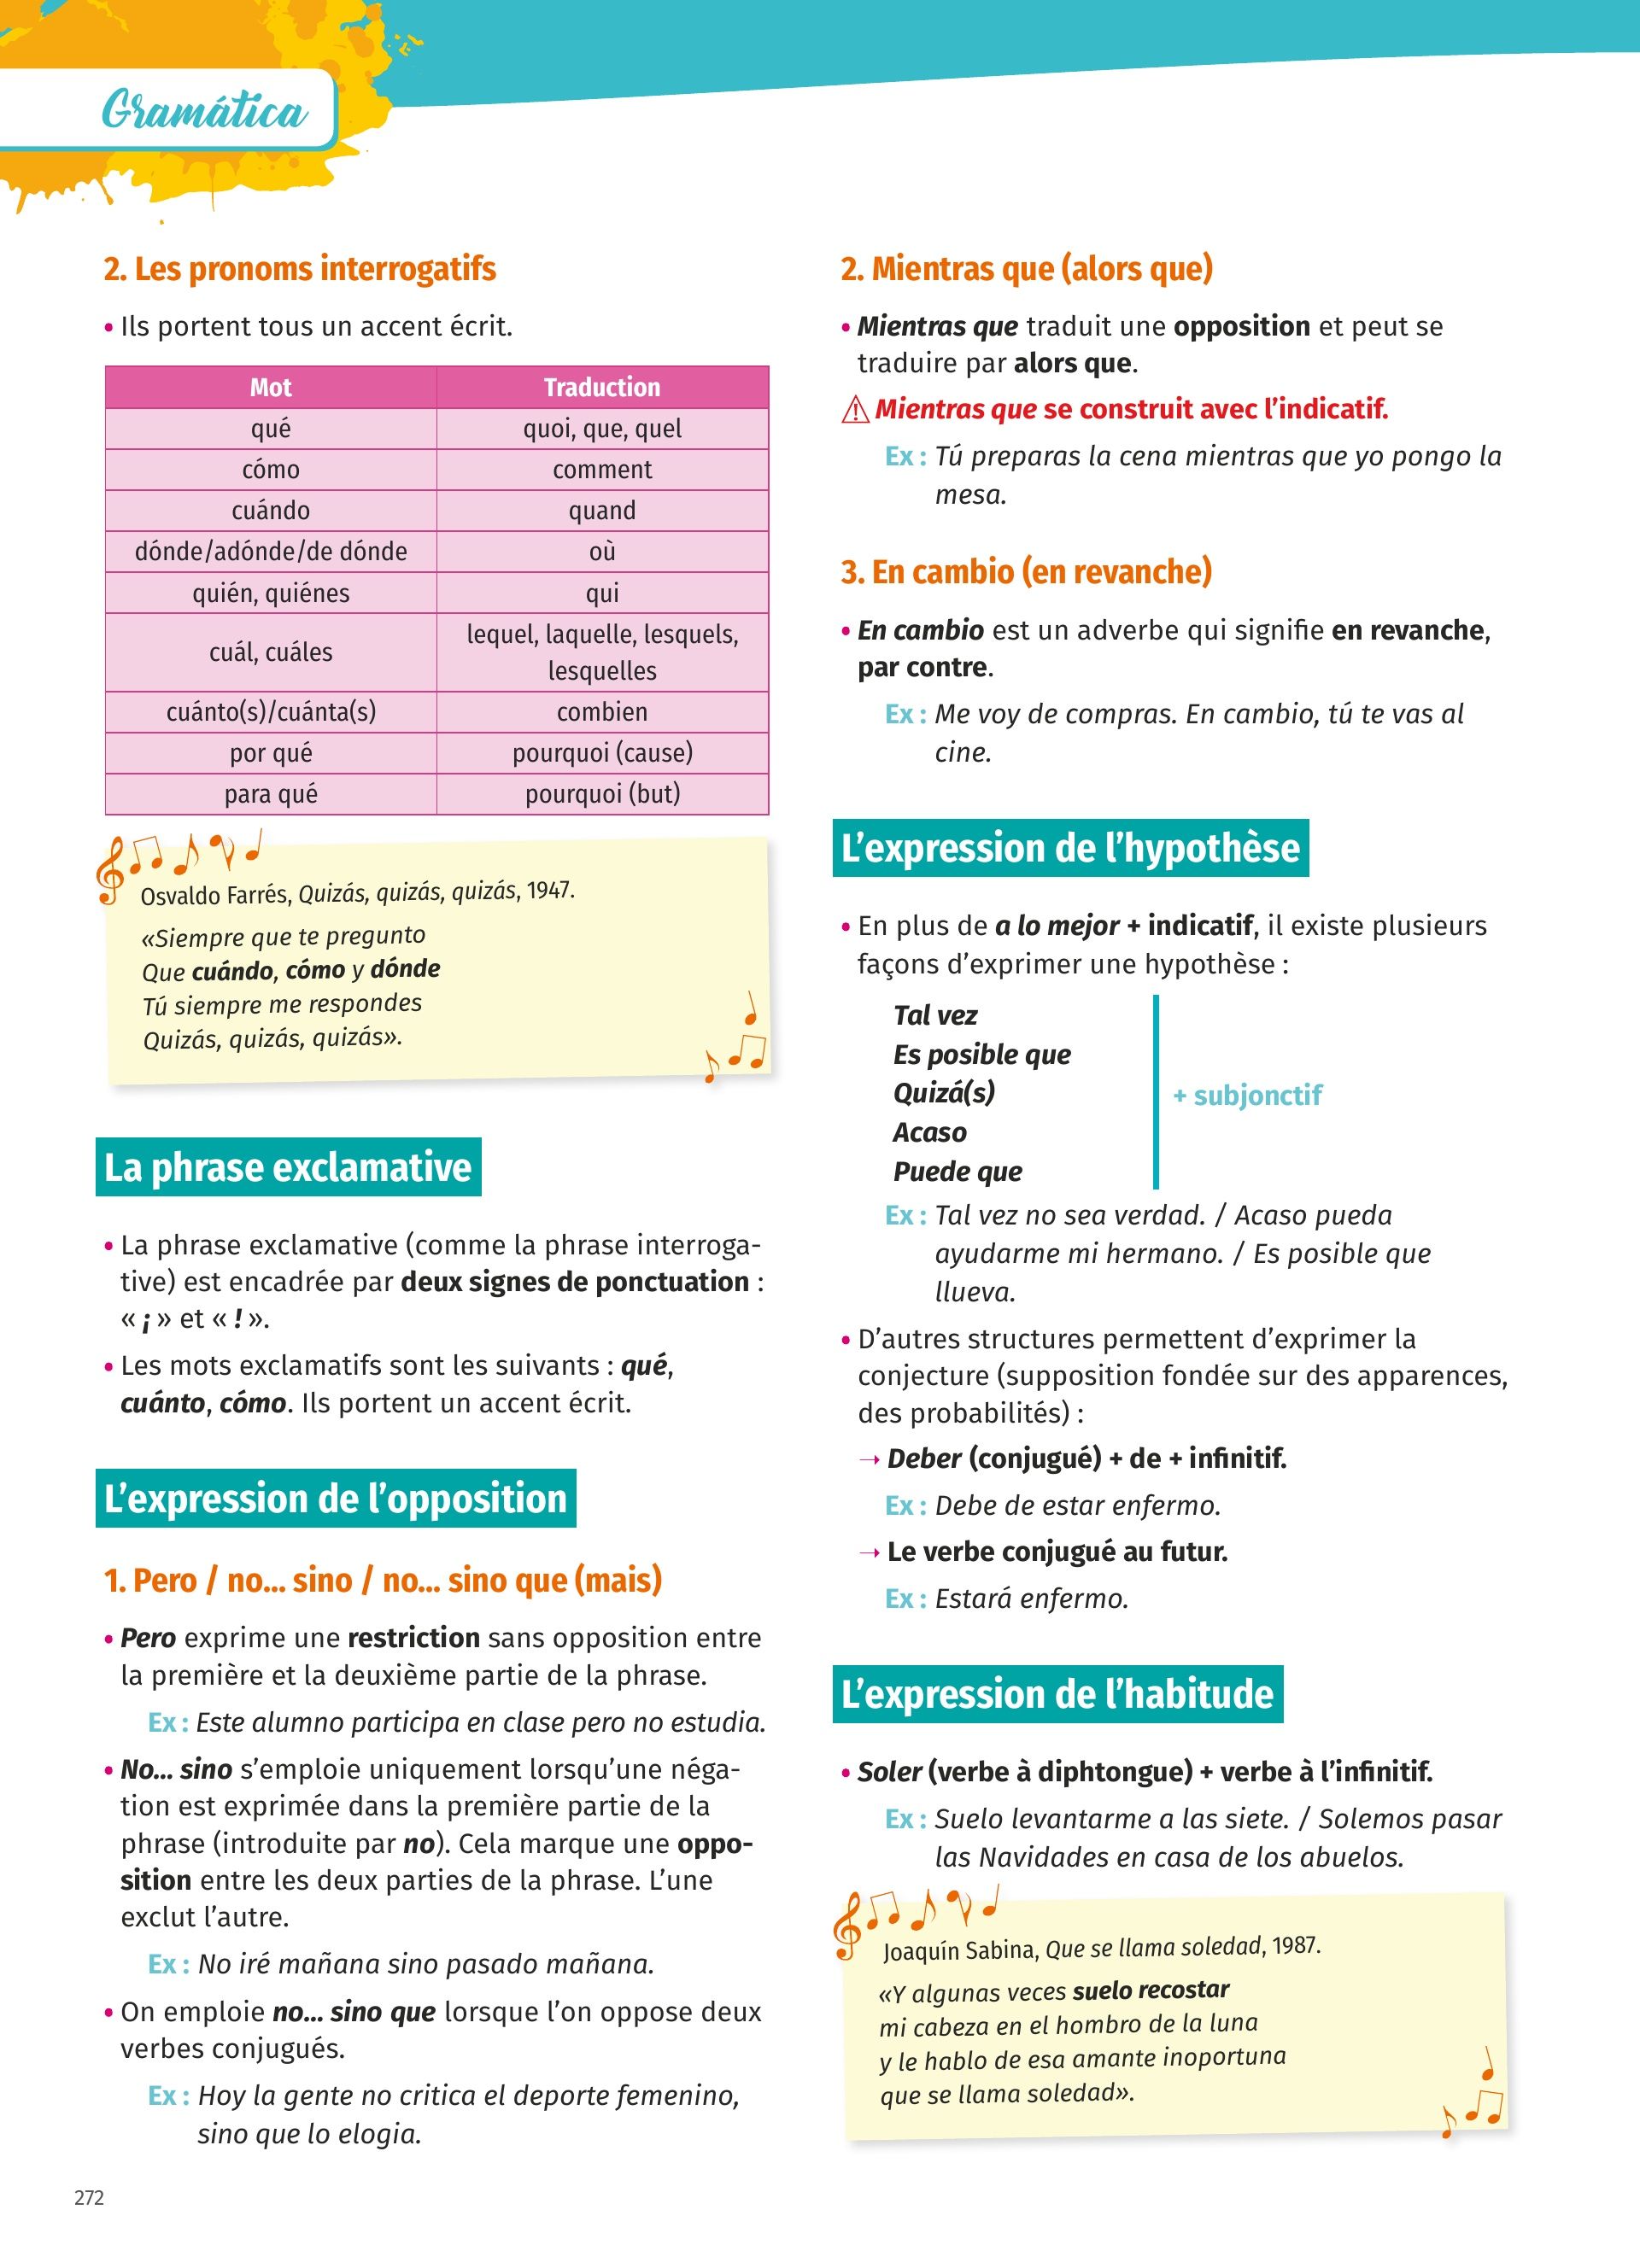 Gramática
2. Les pronoms interrogatifs
• Ils portent tous un accent écrit.
Mot Traduction
qué quoi, que, quel
cómo comment
cuándo quand
dónde/adónde/de dónde où
quién, quiénes qui
cuál, cuáles lequel, laquelle, lesquels,
lesquelles
cuánto(s)/cuánta(s) combien
por qué pourquoi (cause)
para qué pourquoi (but)
Osvaldo Farrés, Quizás, quizás, quizás, 1947.
«Siempre que te pregunto
Que cuándo, cómo y dónde
Tú siempre me respondes
Quizás, quizás, quizás».
La phrase exclamative
• La phrase exclamative (comme la phrase interroga-
tive) est encadrée par deux signes de ponctuation :
« ¡ » et « ! ».
• Les mots exclamatifs sont les suivants : qué,
cuánto, cómo. Ils portent un accent écrit.
L’expression de l’opposition
1. Pero / no... sino / no... sino que (mais)
• Pero exprime une restriction sans opposition entre
la première et la deuxième partie de la phrase.
Ex : Este alumno participa en clase pero no estudia.
• No... sino s’emploie uniquement lorsqu’une néga-
tion est exprimée dans la première partie de la
phrase (introduite par no). Cela marque une oppo-
sition entre les deux parties de la phrase. L’une
exclut l’autre.
Ex : No iré mañana sino pasado mañana.
• On emploie no... sino que lorsque l’on oppose deux
verbes conjugués.
Ex : Hoy la gente no critica el deporte femenino,
sino que lo elogia.
2. Mientras que (alors que)
• Mientras que traduit une opposition et peut se
traduire par alors que.
⚠ Mientras que se construit avec l’indicatif.
Ex : Tú preparas la cena mientras que yo pongo la
mesa.
3. En cambio (en revanche)
• En cambio est un adverbe qui signifie en revanche,
par contre.
Ex : Me voy de compras. En cambio, tú te vas al
cine.
L’expression de l’hypothèse
• En plus de a lo mejor + indicatif, il existe plusieurs
façons d’exprimer une hypothèse :
Tal vez
Es posible que
Quizá(s)
Acaso
Puede que
+ subjonctif
Ex : Tal vez no sea verdad. / Acaso pueda
ayudarme mi hermano. / Es posible que
llueva.
• D’autres structures permettent d’exprimer la
conjecture (supposition fondée sur des apparences,
des probabilités) :
→ Deber (conjugué) + de + infinitif.
Ex : Debe de estar enfermo.
→ Le verbe conjugué au futur.
Ex : Estará enfermo.
L’expression de l’habitude
• Soler (verbe à diphtongue) + verbe à l’infinitif.
Ex : Suelo levantarme a las siete. / Solemos pasar
las Navidades en casa de los abuelos.
Joaquín Sabina, Que se llama soledad, 1987.
«Y algunas veces suelo recostar
mi cabeza en el hombro de la luna
y le hablo de esa amante inoportuna
que se llama soledad».
272